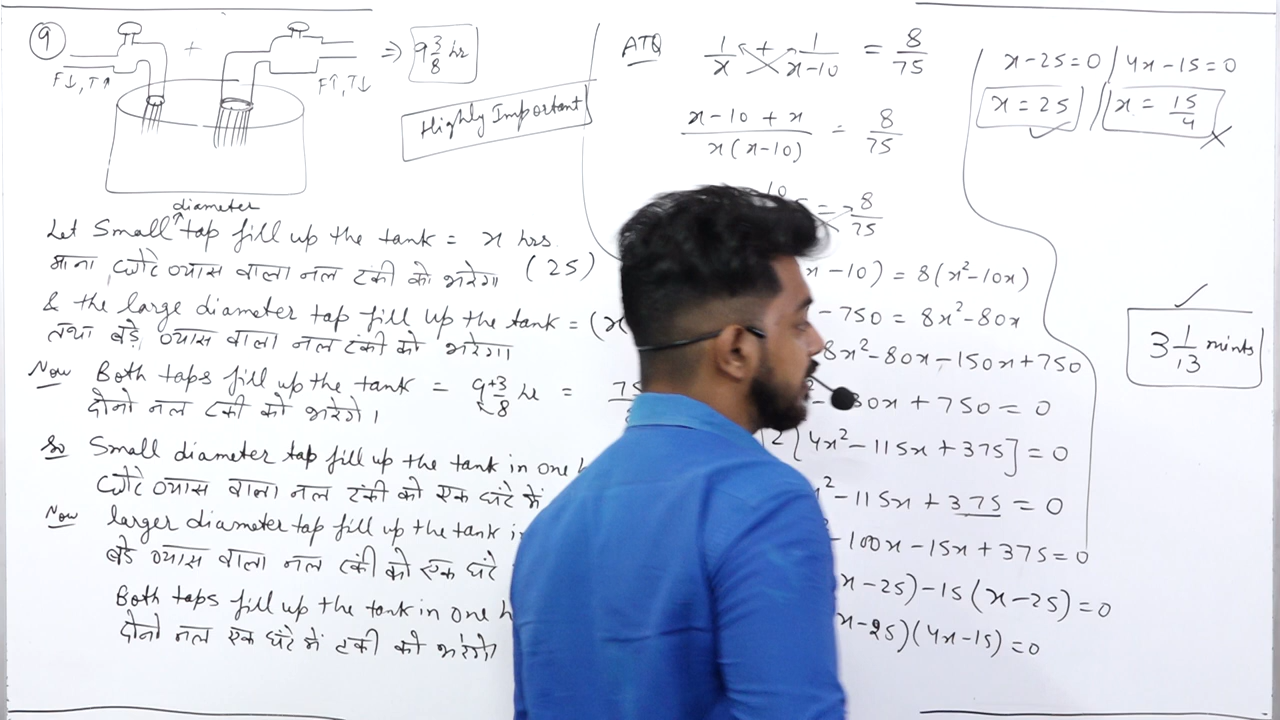 9
+
⇒ 9 3/8 hr
F↓, T↑
F↑, T↓
Highly Important
diameter
Let Small tap fill up the tank = x hrs.
माना छोटे व्यास वाला नल टंकी को भरेगा (25)
& the large diameter tap fill up the tank = (x
तथा बड़े व्यास वाला नल टंकी को भरेगा।
Now Both taps fill up the tank = 9+3/8 hr = 75
दोनो नल टंकी को भरेंगे।
So Small diameter tap fill up the tank in one h
छोटे व्यास वाला नल टंकी को एक घंटे में
Now larger diameter tap fill up the tank in
बड़े व्यास वाला नल टंकी को एक घंटे
Both taps fill up the tank in one h
दोनो नल एक घंटे में टंकी को भरेंगे
ATQ 1/x + 1/x-10 = 8/75
x-10 + x / x(x-10) = 8/75
10 = 8/75
x-10) = 8(x²-10x)
-750 = 8x²-80x
8x²-80x-150x+750
30x + 750 = 0
2[4x²-115x+375] = 0
x²-115x+375 = 0
-100x-15x+375=0
x-25)-15(x-25)=0
x-25)(4x-15)=0
x-25=0 | 4x-15=0
x = 25 | x = 15/4
3 1/13 mints